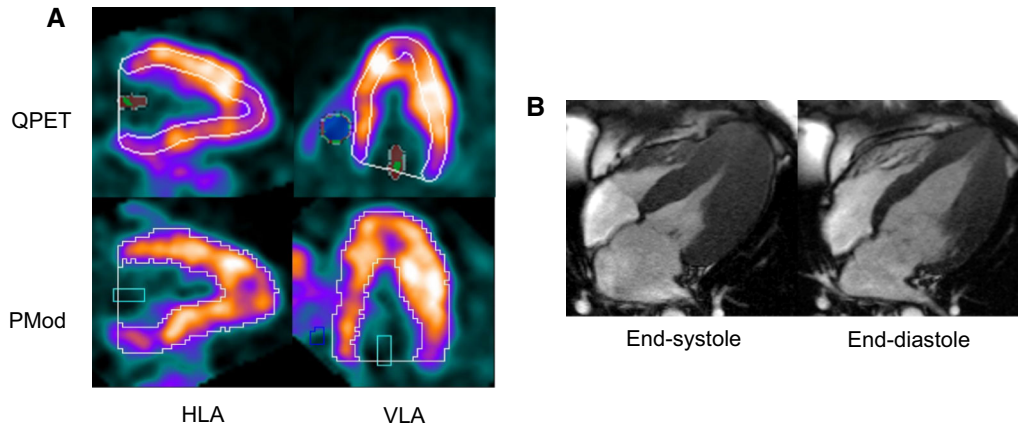 A
QPET
PMod
HLA
VLA
B
End-systole
End-diastole